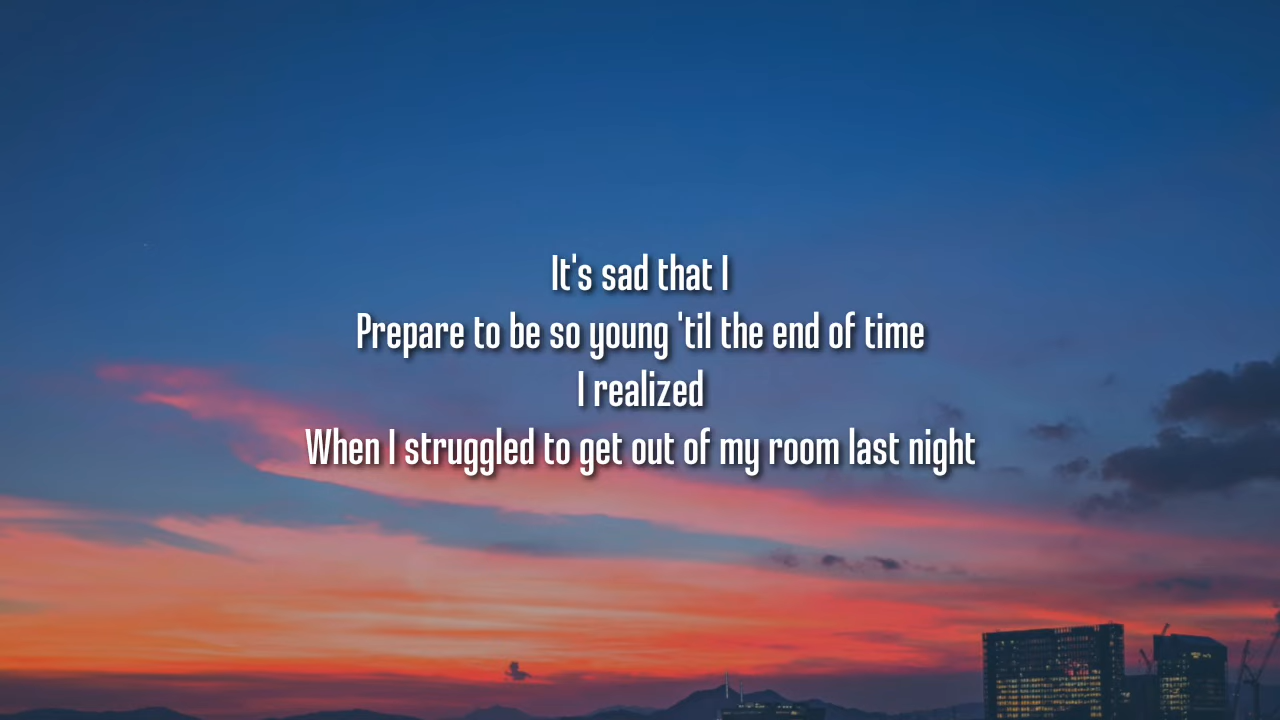 It's sad that I
Prepare to be so young 'til the end of time
I realized
When I struggled to get out of my room last night